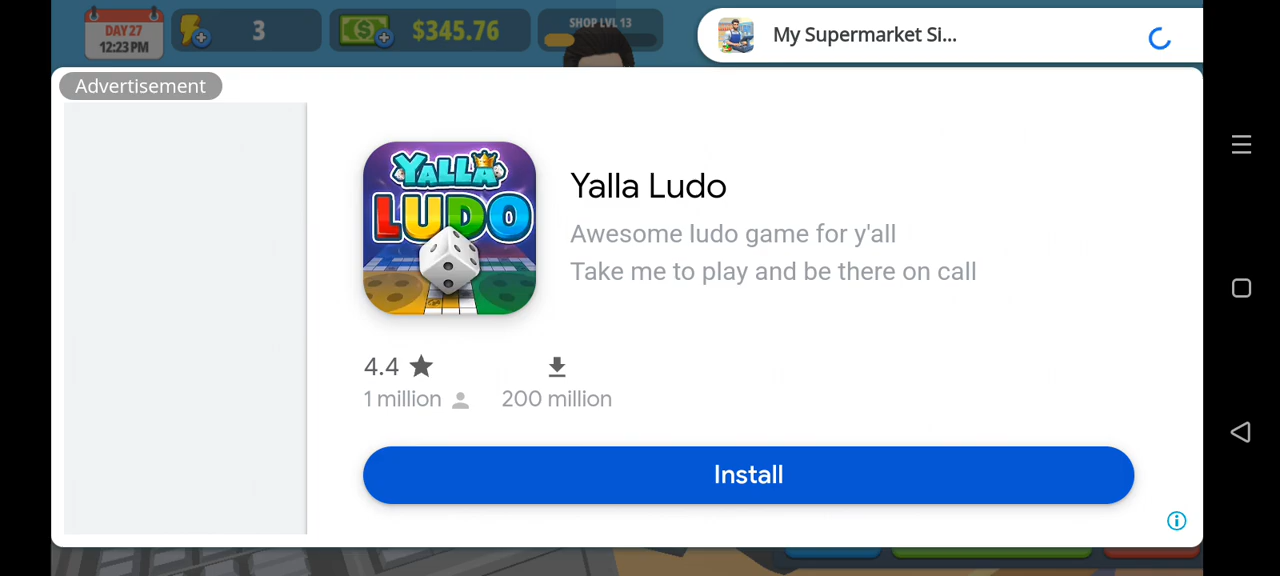 DAY 27
12:23 PM
3
$345.76
SHOP LVL 13
My Supermarket Si...
Advertisement
YALLA
LUDO
Yalla Ludo
Awesome ludo game for y'all
Take me to play and be there on call
4.4
1 million
200 million
Install